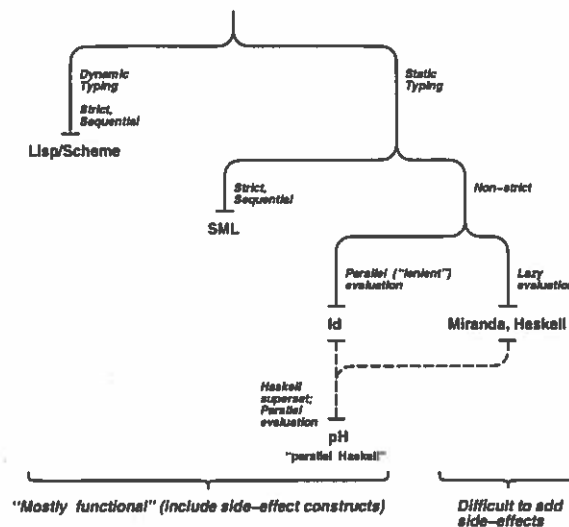 Dynamic
Typing
Static
Typing
Strict,
Sequential
Lisp/Scheme
Strict,
Sequential
Non-strict
SML
Parallel ("lenient")
evaluation
Lazy
evaluation
Id
Miranda, Haskell
Haskell
superset;
Parallel
evaluation
pH
"parallel Haskell"
"Mostly functional" (include side-effect constructs)
Difficult to add
side-effects